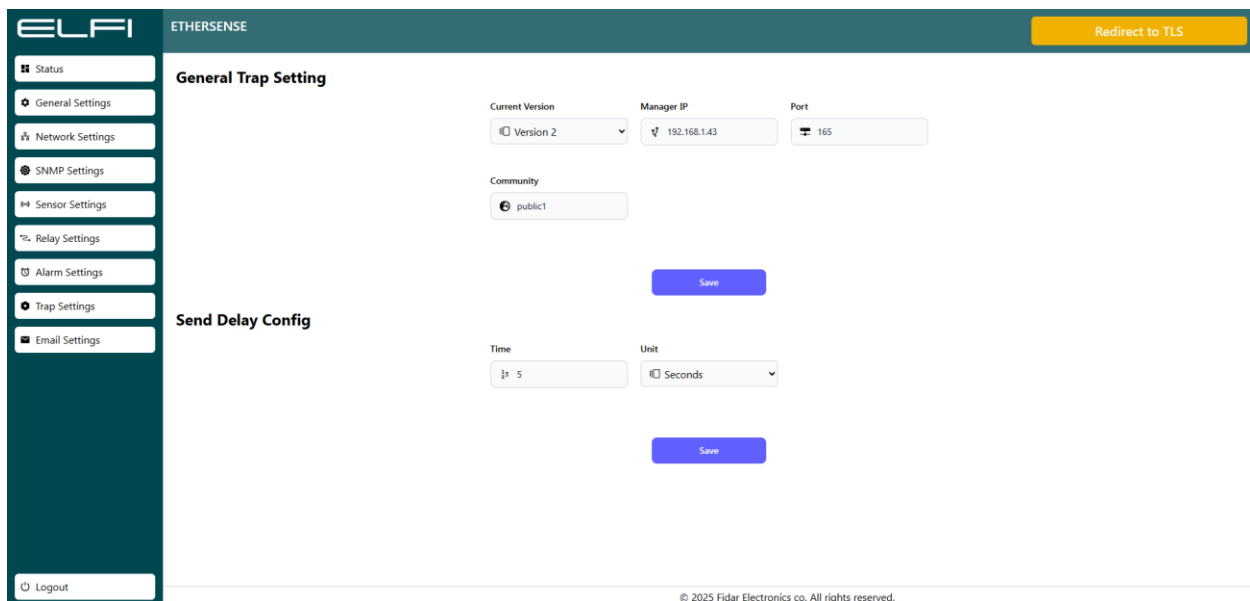 ELFI
ETHERSENSE
Redirect to TLS
Status
General Settings
Network Settings
SNMP Settings
Sensor Settings
Relay Settings
Alarm Settings
Trap Settings
Email Settings
Logout
General Trap Setting
Current Version Manager IP Port
Version 2 192.168.1.43 165
Community
public1
Save
Send Delay Config
Time Unit
5 Seconds
Save
© 2025 Fidar Electronics co. All rights reserved.